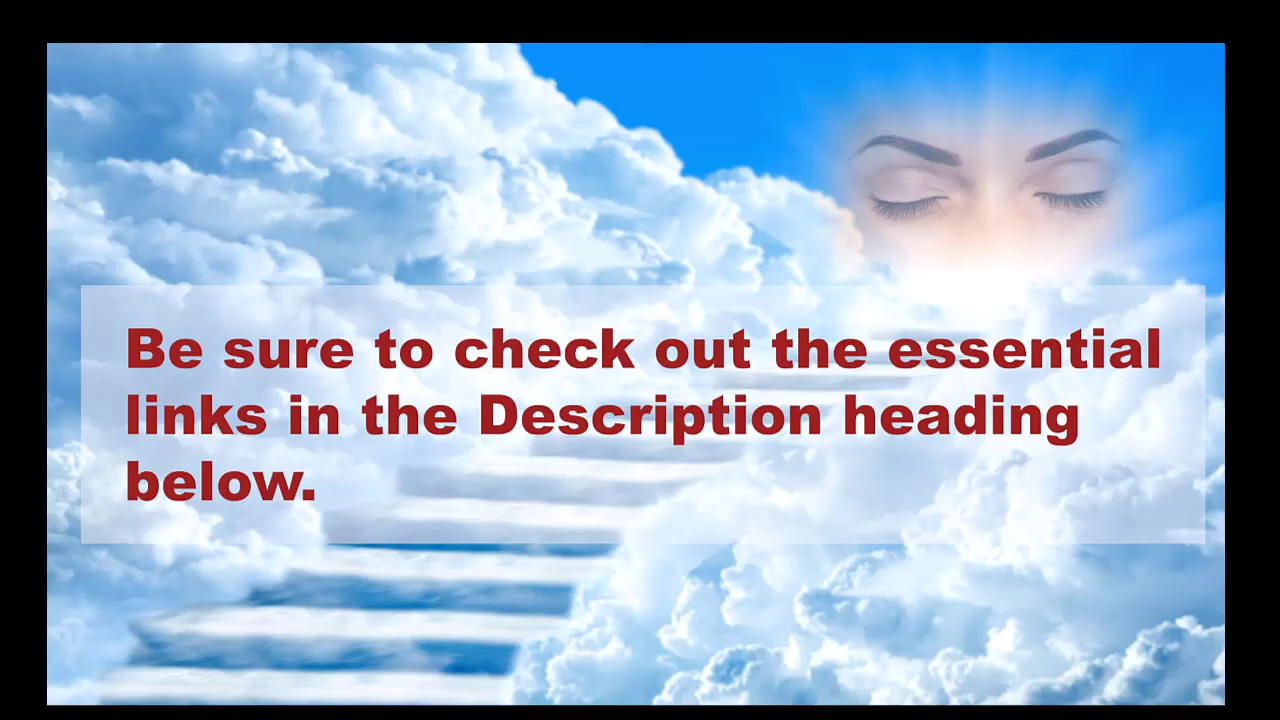 Be sure to check out the essential
links in the Description heading
below.